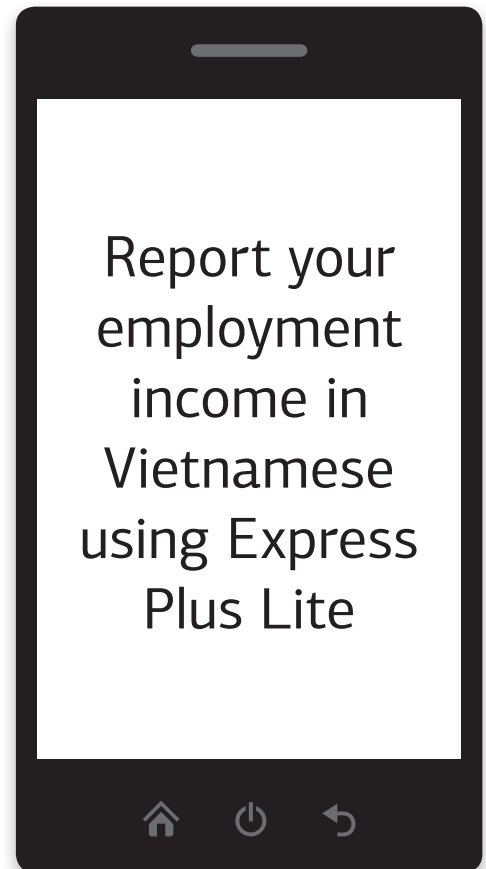 Report your
employment
income in
Vietnamese
using Express
Plus Lite